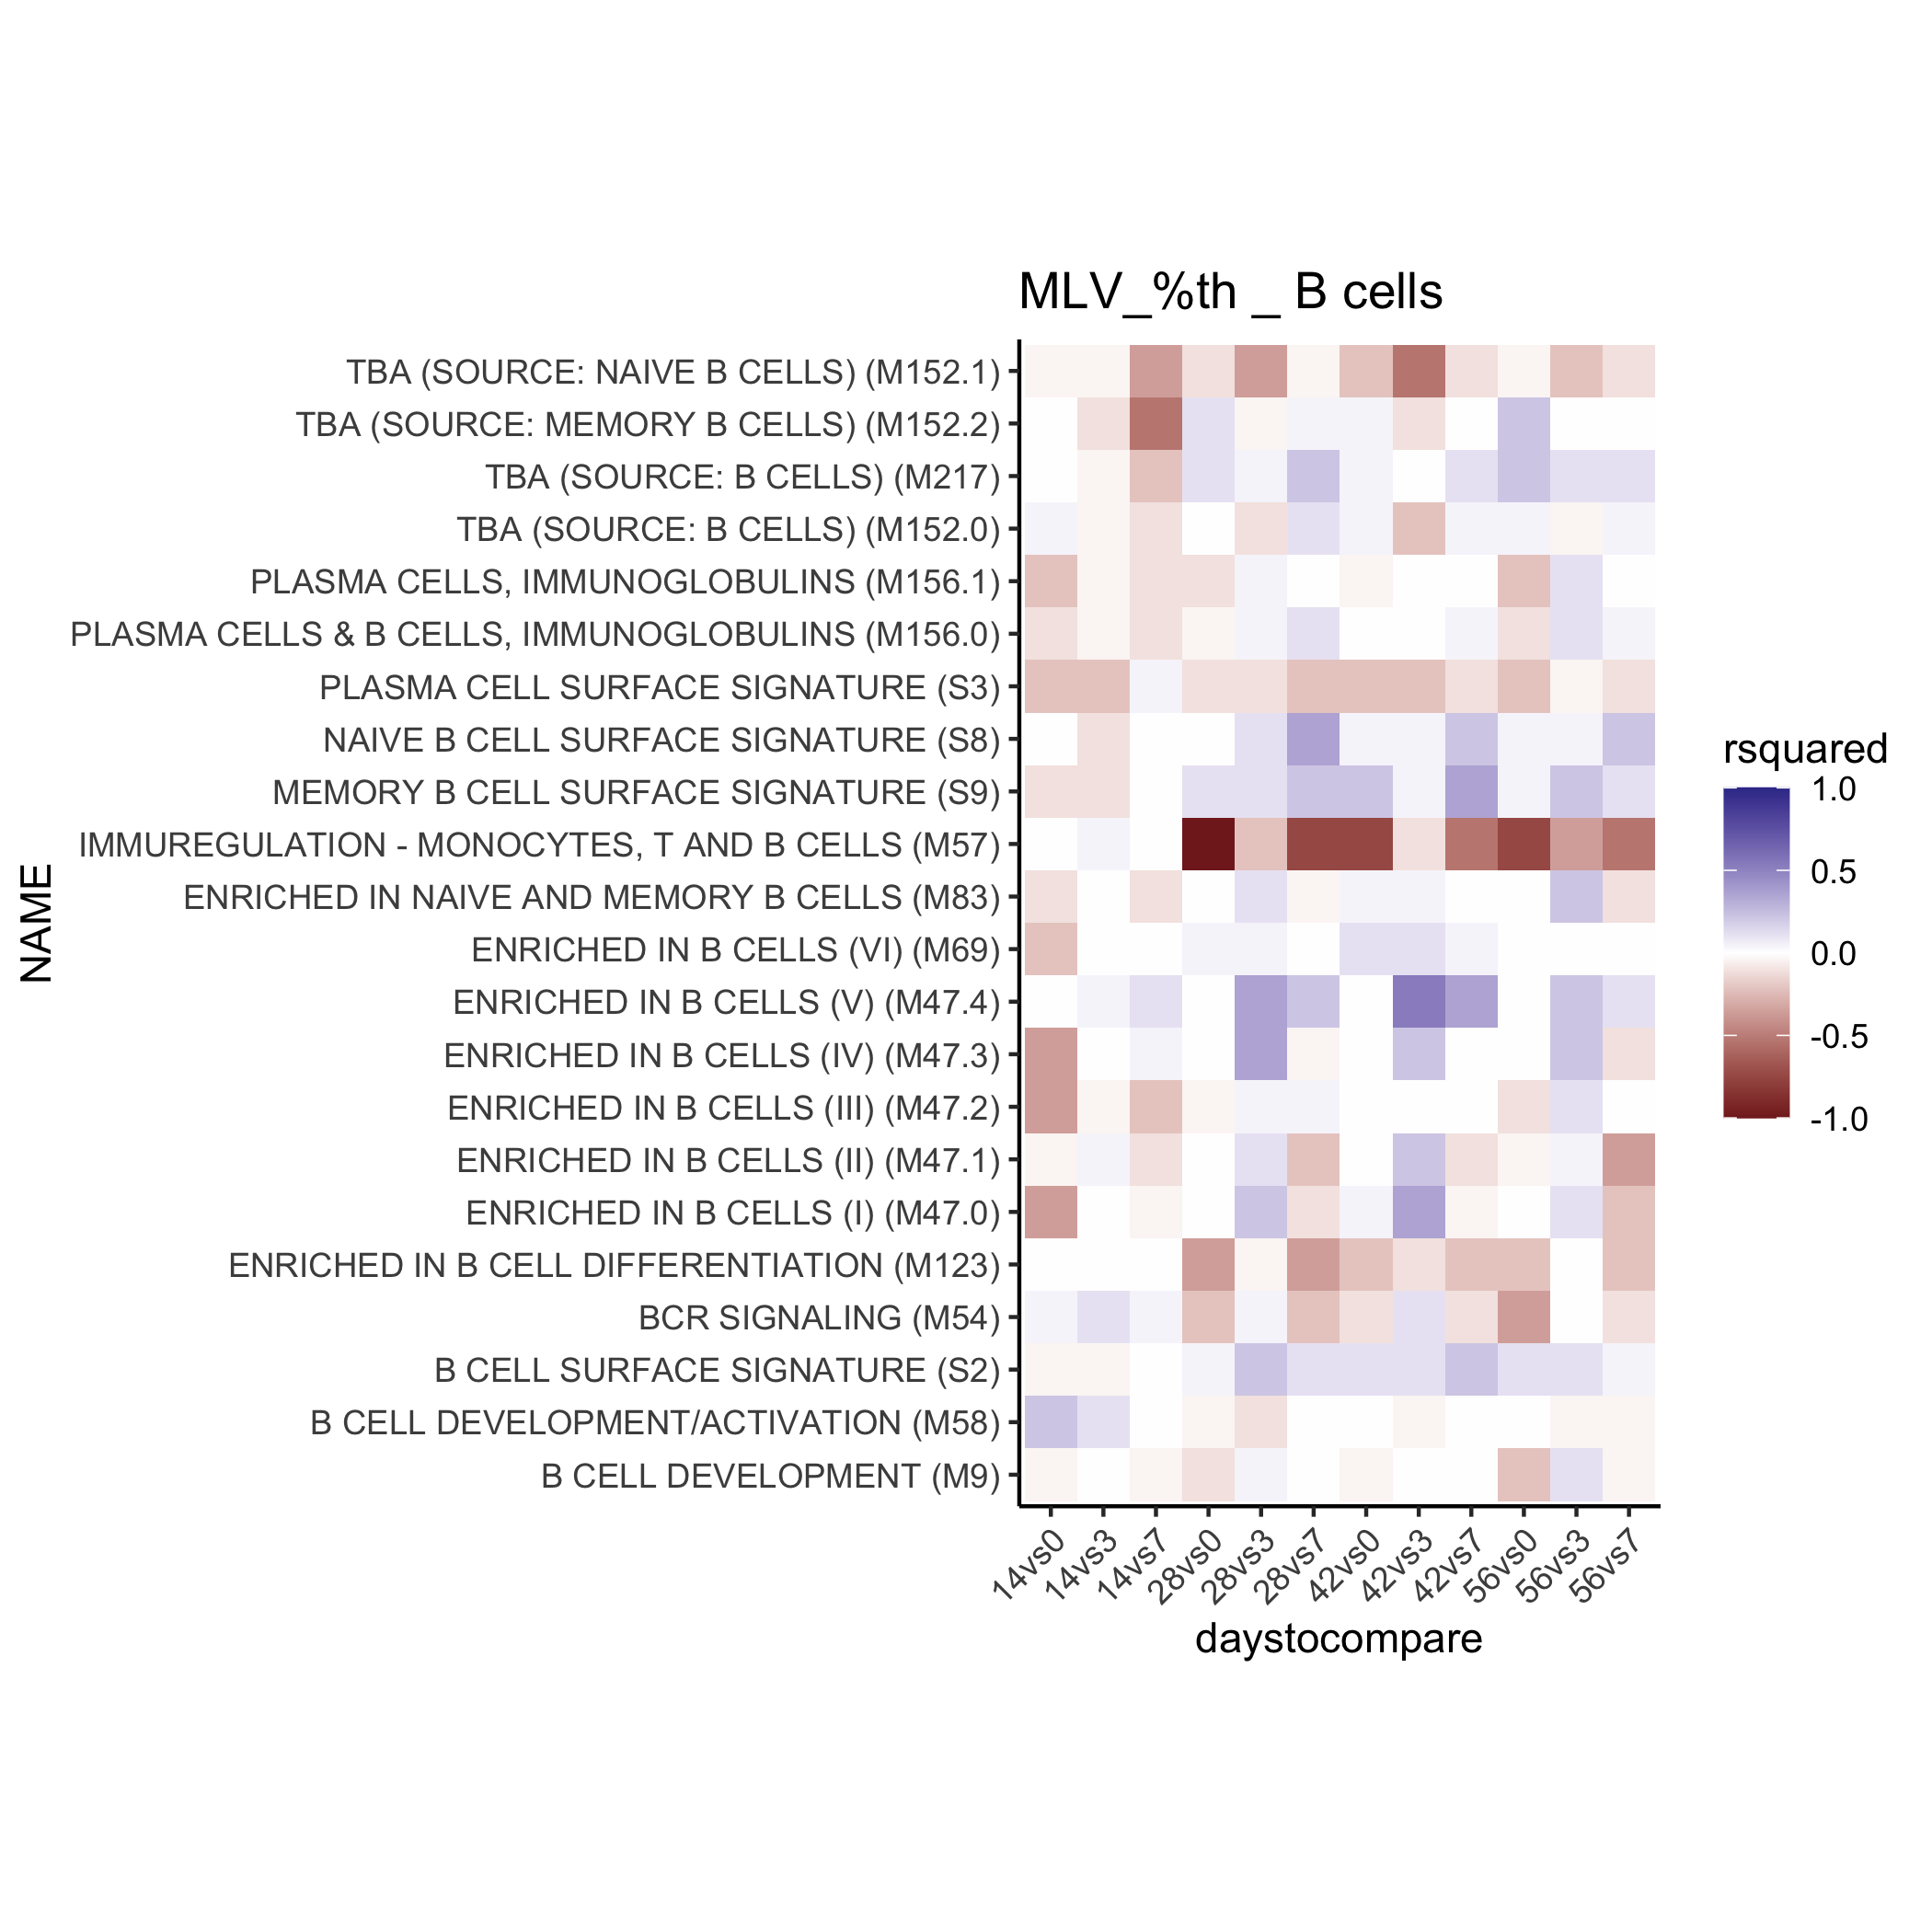 MLV_%th _ B cells
TBA (SOURCE: NAIVE B CELLS) (M152.1)
TBA (SOURCE: MEMORY B CELLS) (M152.2)
TBA (SOURCE: B CELLS) (M217)
TBA (SOURCE: B CELLS) (M152.0)
PLASMA CELLS, IMMUNOGLOBULINS (M156.1)
PLASMA CELLS & B CELLS, IMMUNOGLOBULINS (M156.0)
PLASMA CELL SURFACE SIGNATURE (S3)
NAIVE B CELL SURFACE SIGNATURE (S8)
MEMORY B CELL SURFACE SIGNATURE (S9)
IMMUREGULATION - MONOCYTES, T AND B CELLS (M57)
ENRICHED IN NAIVE AND MEMORY B CELLS (M83)
ENRICHED IN B CELLS (VI) (M69)
ENRICHED IN B CELLS (V) (M47.4)
ENRICHED IN B CELLS (IV) (M47.3)
ENRICHED IN B CELLS (III) (M47.2)
ENRICHED IN B CELLS (II) (M47.1)
ENRICHED IN B CELLS (I) (M47.0)
ENRICHED IN B CELL DIFFERENTIATION (M123)
BCR SIGNALING (M54)
B CELL SURFACE SIGNATURE (S2)
B CELL DEVELOPMENT/ACTIVATION (M58)
B CELL DEVELOPMENT (M9)
NAME
14vs0
14vs3
14vs7
28vs0
28vs3
28vs7
42vs0
42vs3
42vs7
56vs0
56vs3
56vs7
daystocompare
rsquared
1.0
0.5
0.0
-0.5
-1.0